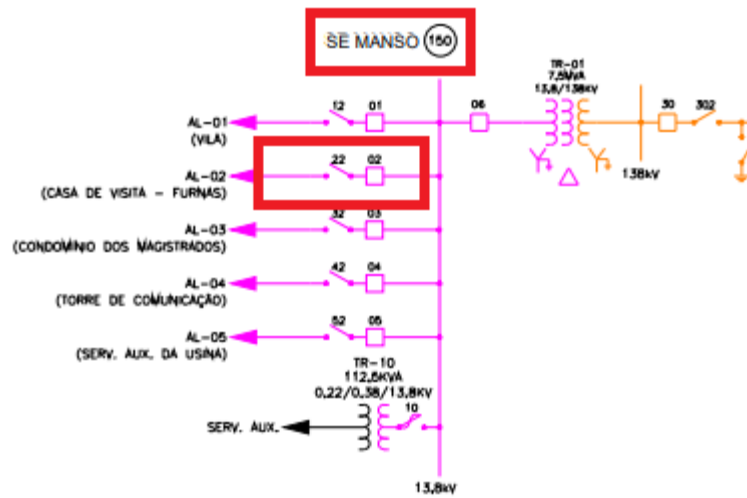 SE MANSO 150
TR-01
7,5MVA
13,8/138kV
12 01 06 30 302
AL-01
(VILA)
22 02
AL-02
(CASA DE VISITA - FURNAS)
138kV
32 03
AL-03
(CONDOMÍNIO DOS MAGISTRADOS)
42 04
AL-04
(TORRE DE COMUNICAÇÃO)
52 05
AL-05
(SERV. AUX. DA USINA)
TR-10
112,5KVA
0,22/0,38/13,8KV
10
SERV. AUX.
13,8kV